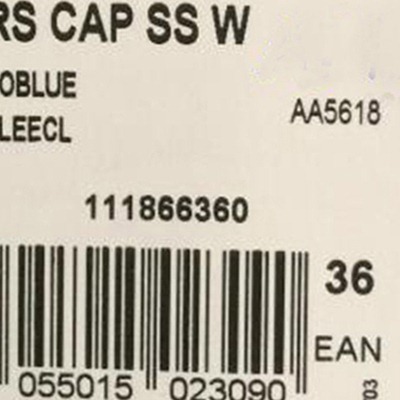 RS CAP SS W
OBLUE
AA5618
LEECL
111866360
36
EAN
055015 023090
03